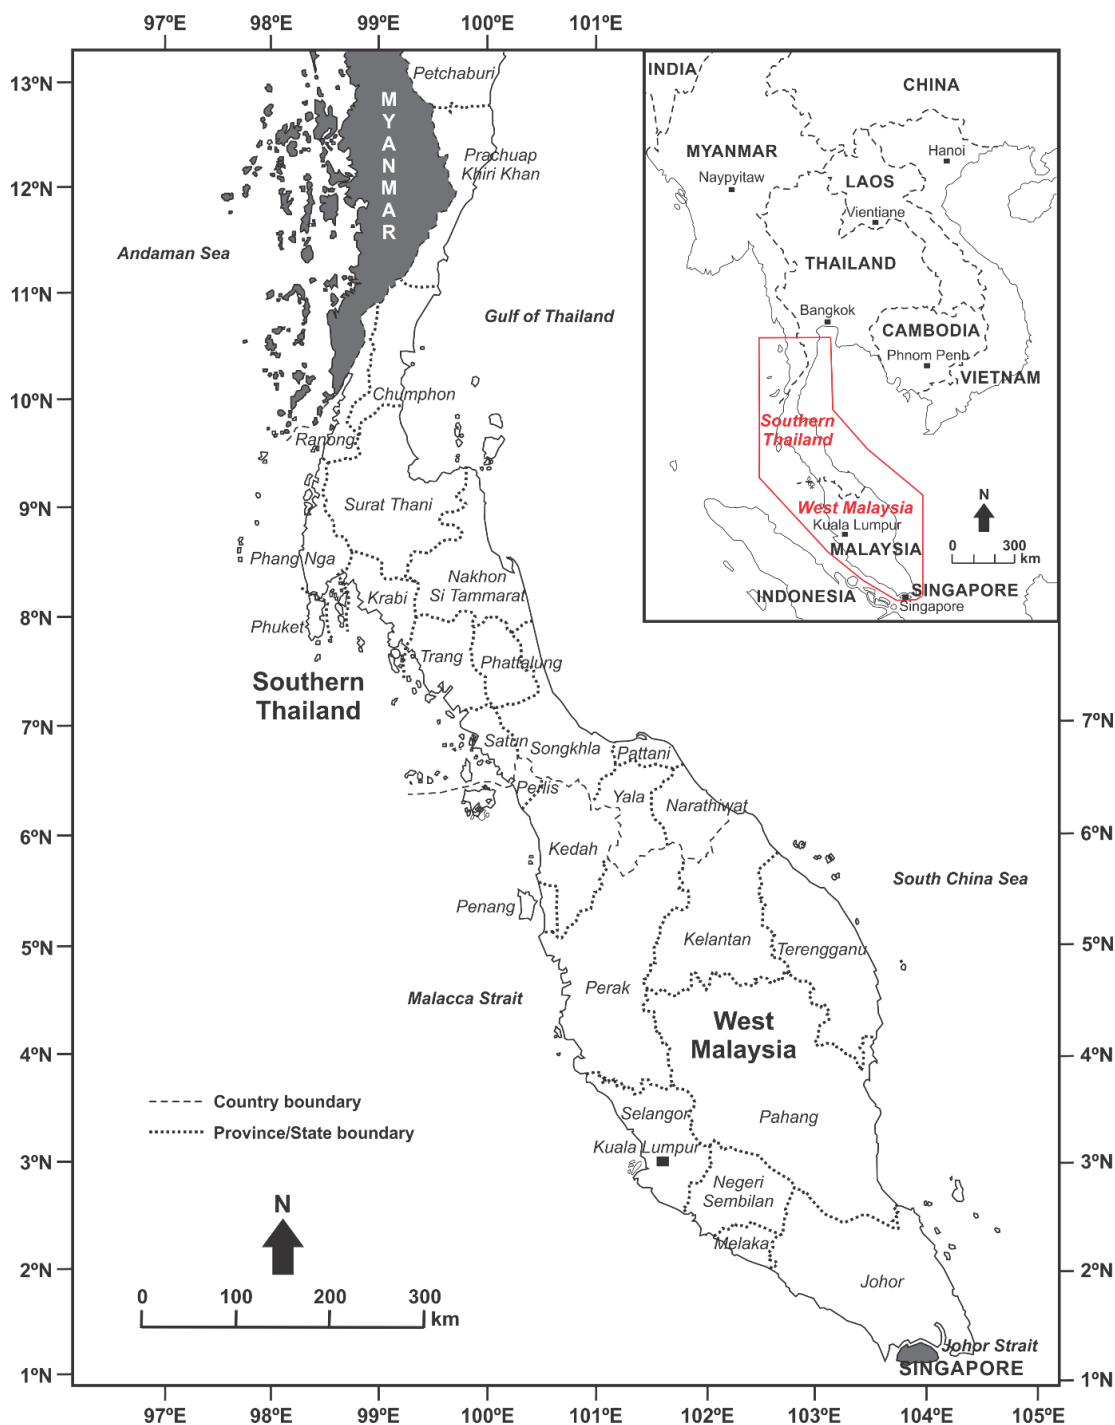 97ºE 98ºE 99ºE 100ºE 101ºE
13ºN
12ºN
11ºN
10ºN
9ºN
8ºN
7ºN
6ºN
5ºN
4ºN
3ºN
2ºN
1ºN
Petchaburi
MYANMAR
Prachuap
Khiri Khan
Andaman Sea
Gulf of Thailand
Chumphon
Ranong
Surat Thani
Phang Nga
Nakhon
Si Tammarat
Krabi
Phuket
Trang
Phattalung
Southern
Thailand
Satun
Songkhla
Pattani
Perlis
Yala
Narathiwat
Kedah
Penang
South China Sea
Kelantan
Terengganu
Perak
Malacca Strait
West
Malaysia
Selangor
Pahang
Kuala Lumpur
Negeri
Sembilan
Melaka
Johor
Johor Strait
SINGAPORE
Country boundary
Province/State boundary
N
0 100 200 300
km
INDIA
CHINA
MYANMAR
Naypyitaw
Hanoi
LAOS
Vientiane
THAILAND
Bangkok
CAMBODIA
Phnom Penh
VIETNAM
Southern
Thailand
West Malaysia
Kuala Lumpur
MALAYSIA
N
0 300
km
INDONESIA
SINGAPORE
Singapore
7ºN
6ºN
5ºN
4ºN
3ºN
2ºN
1ºN
97ºE 98ºE 99ºE 100ºE 101ºE 102ºE 103ºE 104ºE 105ºE